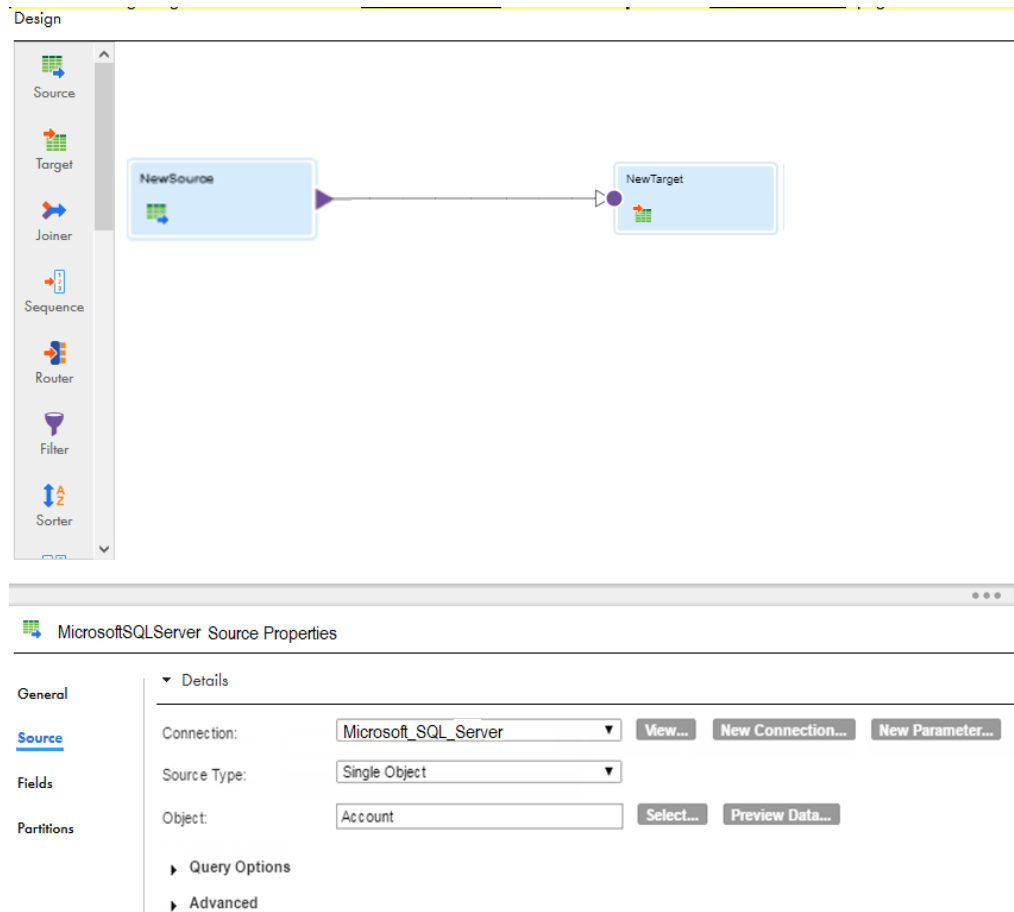 Design
Source
Target
Joiner
Sequence
Router
Filter
Sorter
NewSource
NewTarget
MicrosoftSQLServer Source Properties
General
Source
Fields
Partitions
Details
Connection: Microsoft_SQL_Server View... New Connection... New Parameter...
Source Type: Single Object
Object: Account Select... Preview Data...
Query Options
Advanced